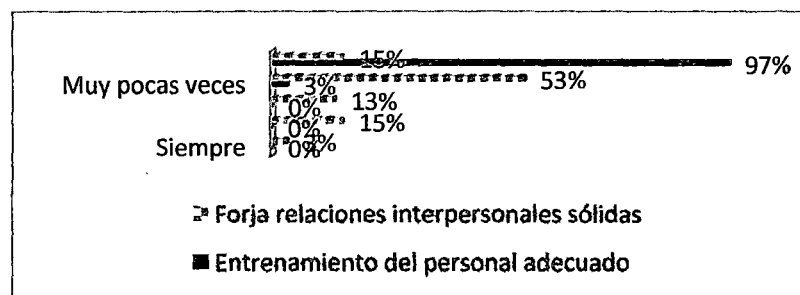 15%
97%
Muy pocas veces
53%
3%
13%
0%
15%
0%
Siempre
0%
Forja relaciones interpersonales sólidas
Entrenamiento del personal adecuado